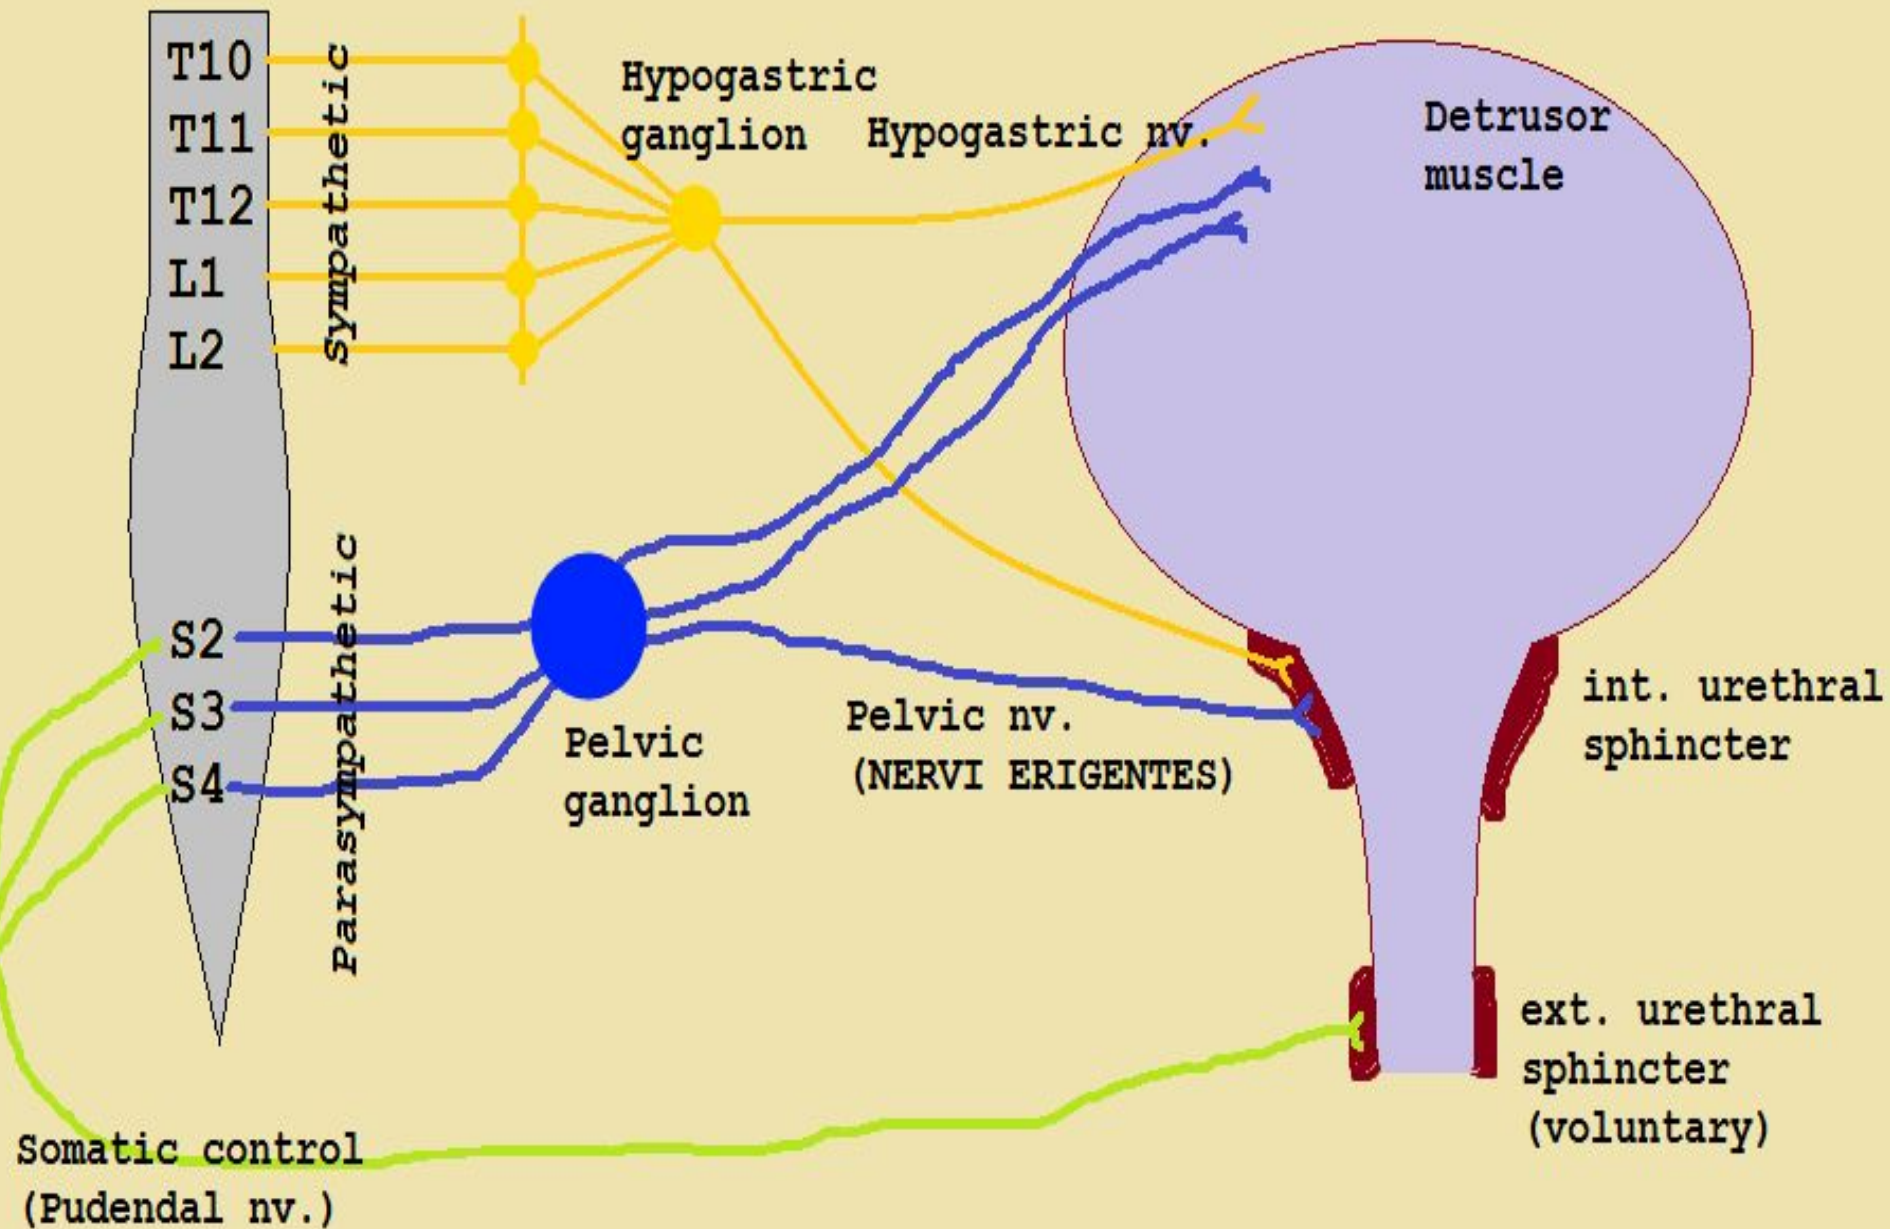 T10
T11
T12
L1
L2
Sympathetic
Hypogastric
ganglion
Hypogastric nv.
Detrusor
muscle
S2
S3
S4
Parasympathetic
Pelvic
ganglion
Pelvic nv.
(NERVI ERIGENTES)
int. urethral
sphincter
ext. urethral
sphincter
(voluntary)
Somatic control
(Pudendal nv.)